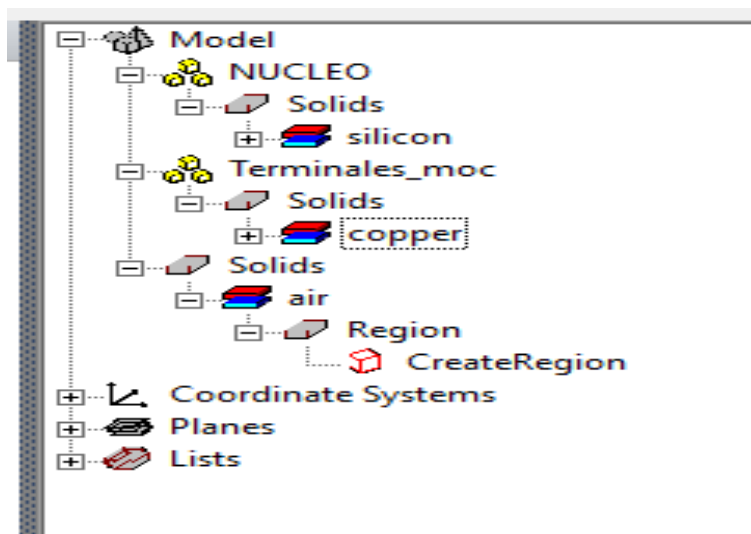 Model
NUCLEO
Solids
silicon
Terminales_moc
Solids
copper
Solids
air
Region
CreateRegion
Coordinate Systems
Planes
Lists